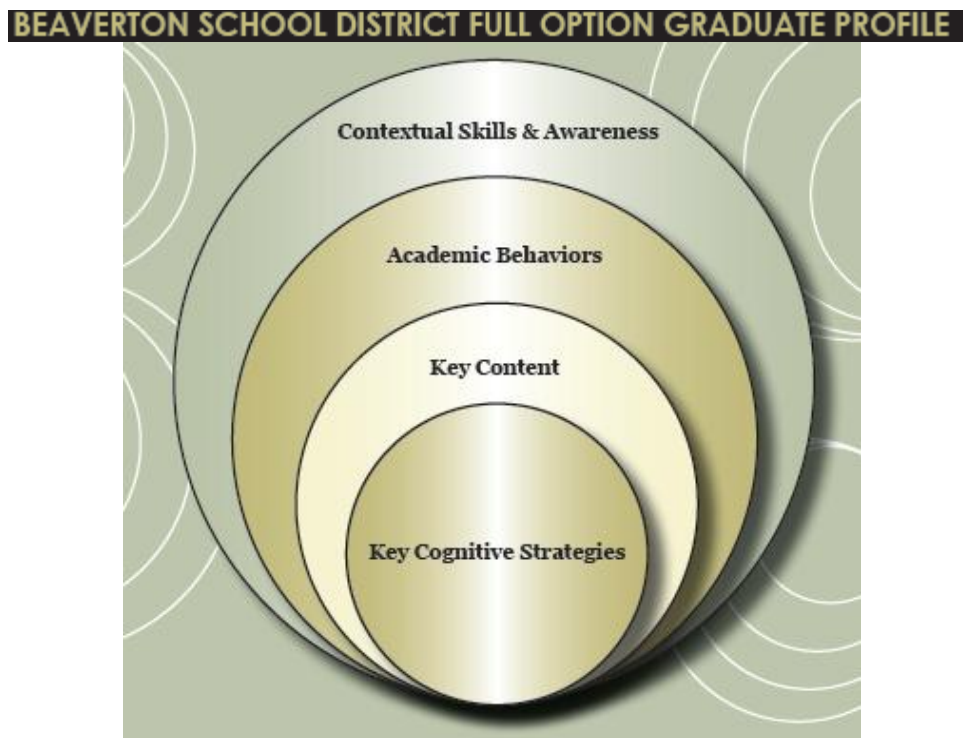 BEAVERTON SCHOOL DISTRICT FULL OPTION GRADUATE PROFILE
Contextual Skills & Awareness
Academic Behaviors
Key Content
Key Cognitive Strategies